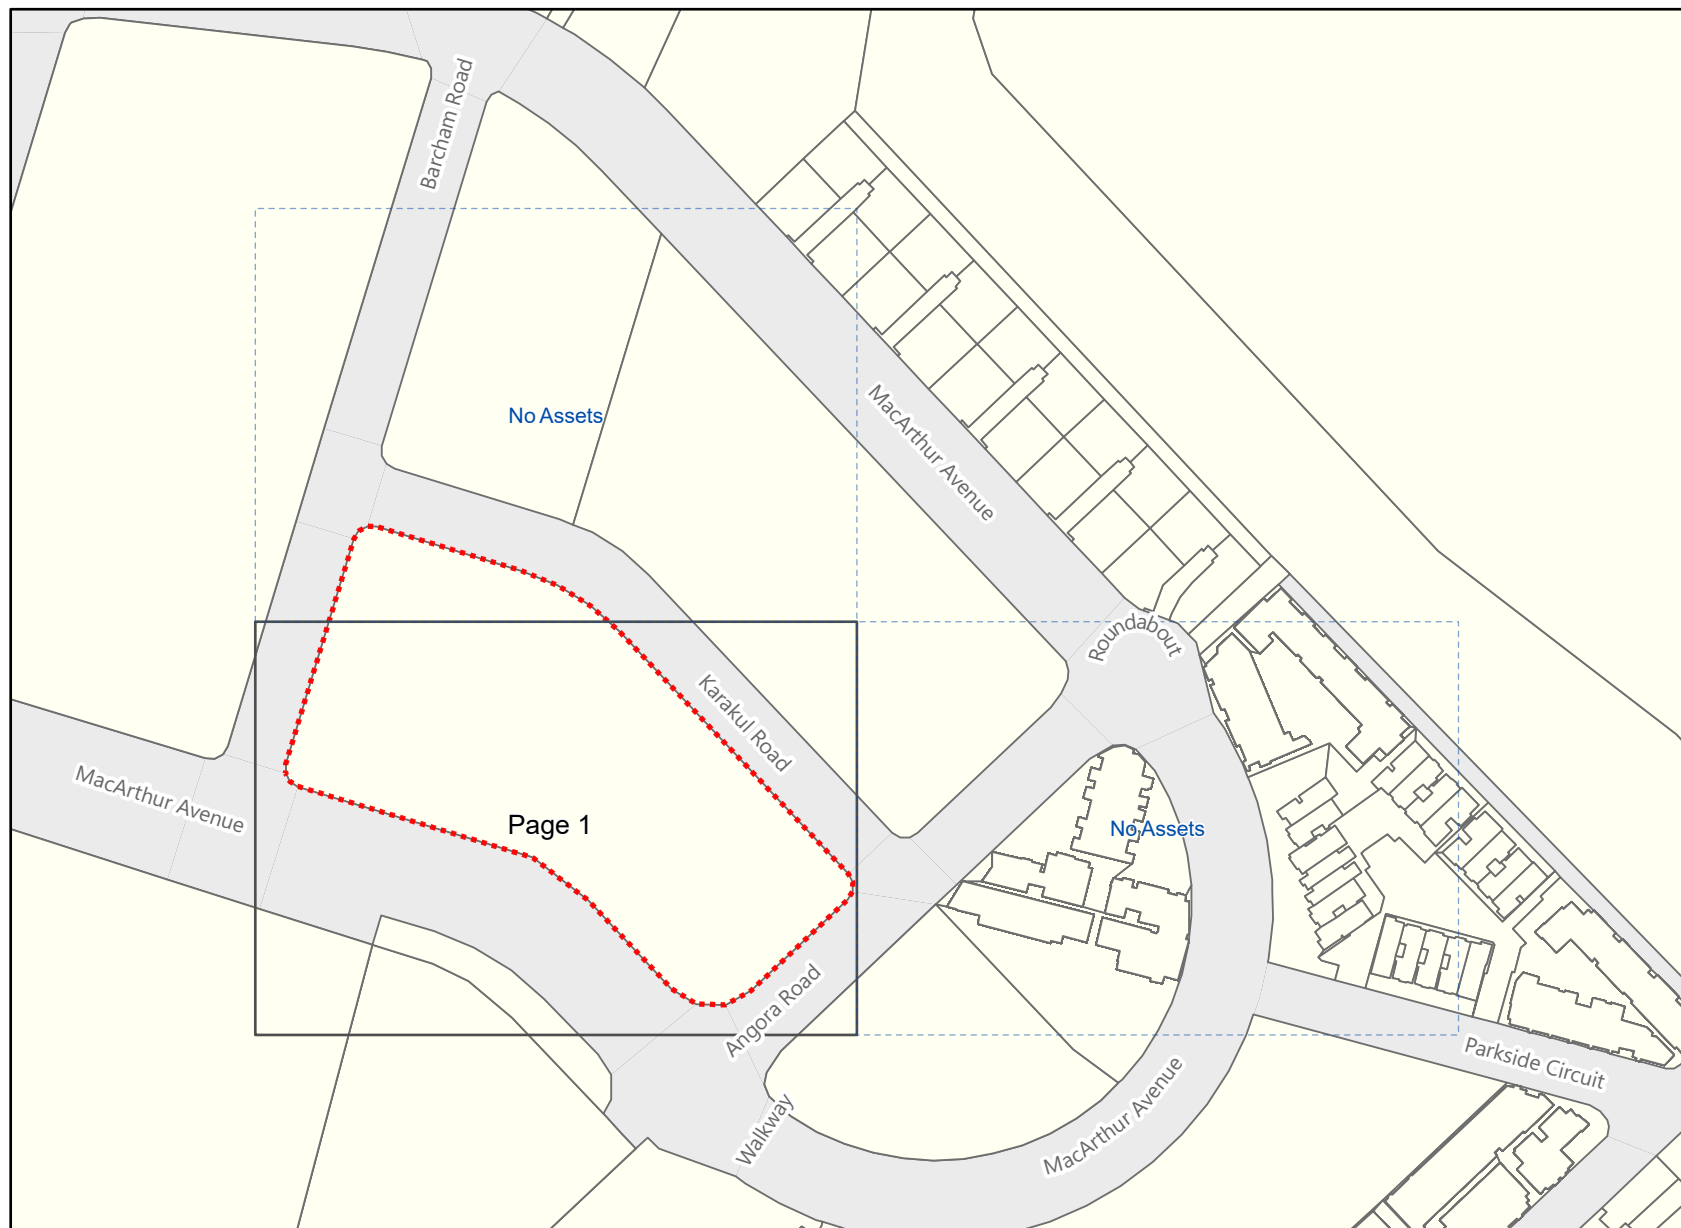 Barcham Road
No Assets
MacArthur Avenue
Roundabout
Karakul Road
MacArthur Avenue
Page 1
No Assets
Angora Road
Parkside Circuit
Walkway
MacArthur Avenue